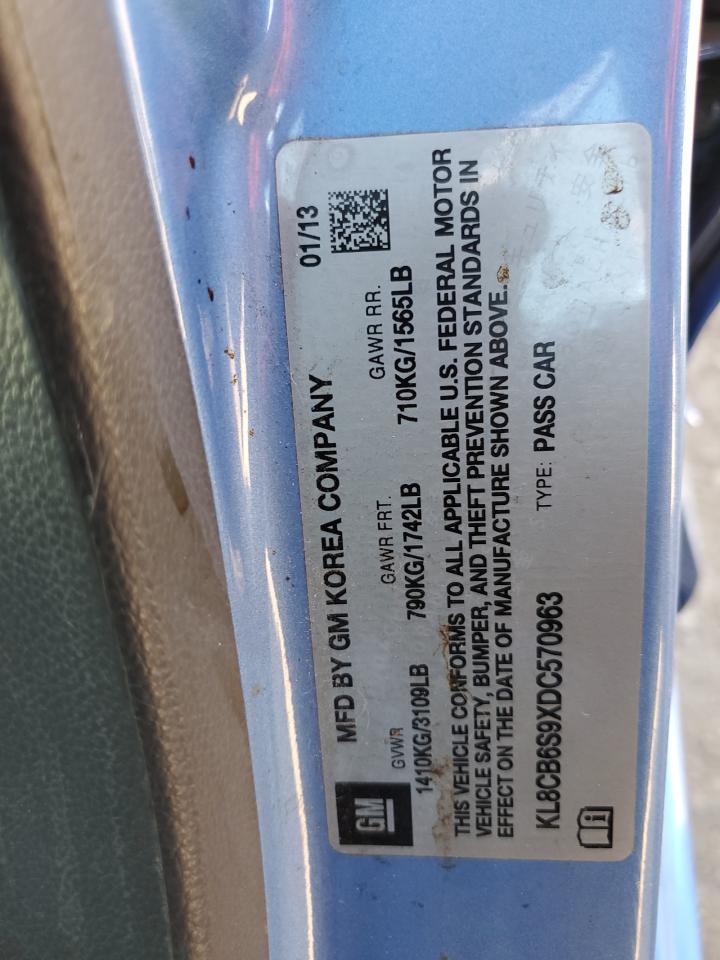 MFD BY GM KOREA COMPANY 01/13
GVWR GAWR FRT. GAWR RR.
1410KG/3109LB 790KG/1742LB 710KG/1565LB
GM
THIS VEHICLE CONFORMS TO ALL APPLICABLE U.S. FEDERAL MOTOR
VEHICLE SAFETY, BUMPER, AND THEFT PREVENTION STANDARDS IN
EFFECT ON THE DATE OF MANUFACTURE SHOWN ABOVE.
KL8CB6S9XDC570963 TYPE: PASS CAR